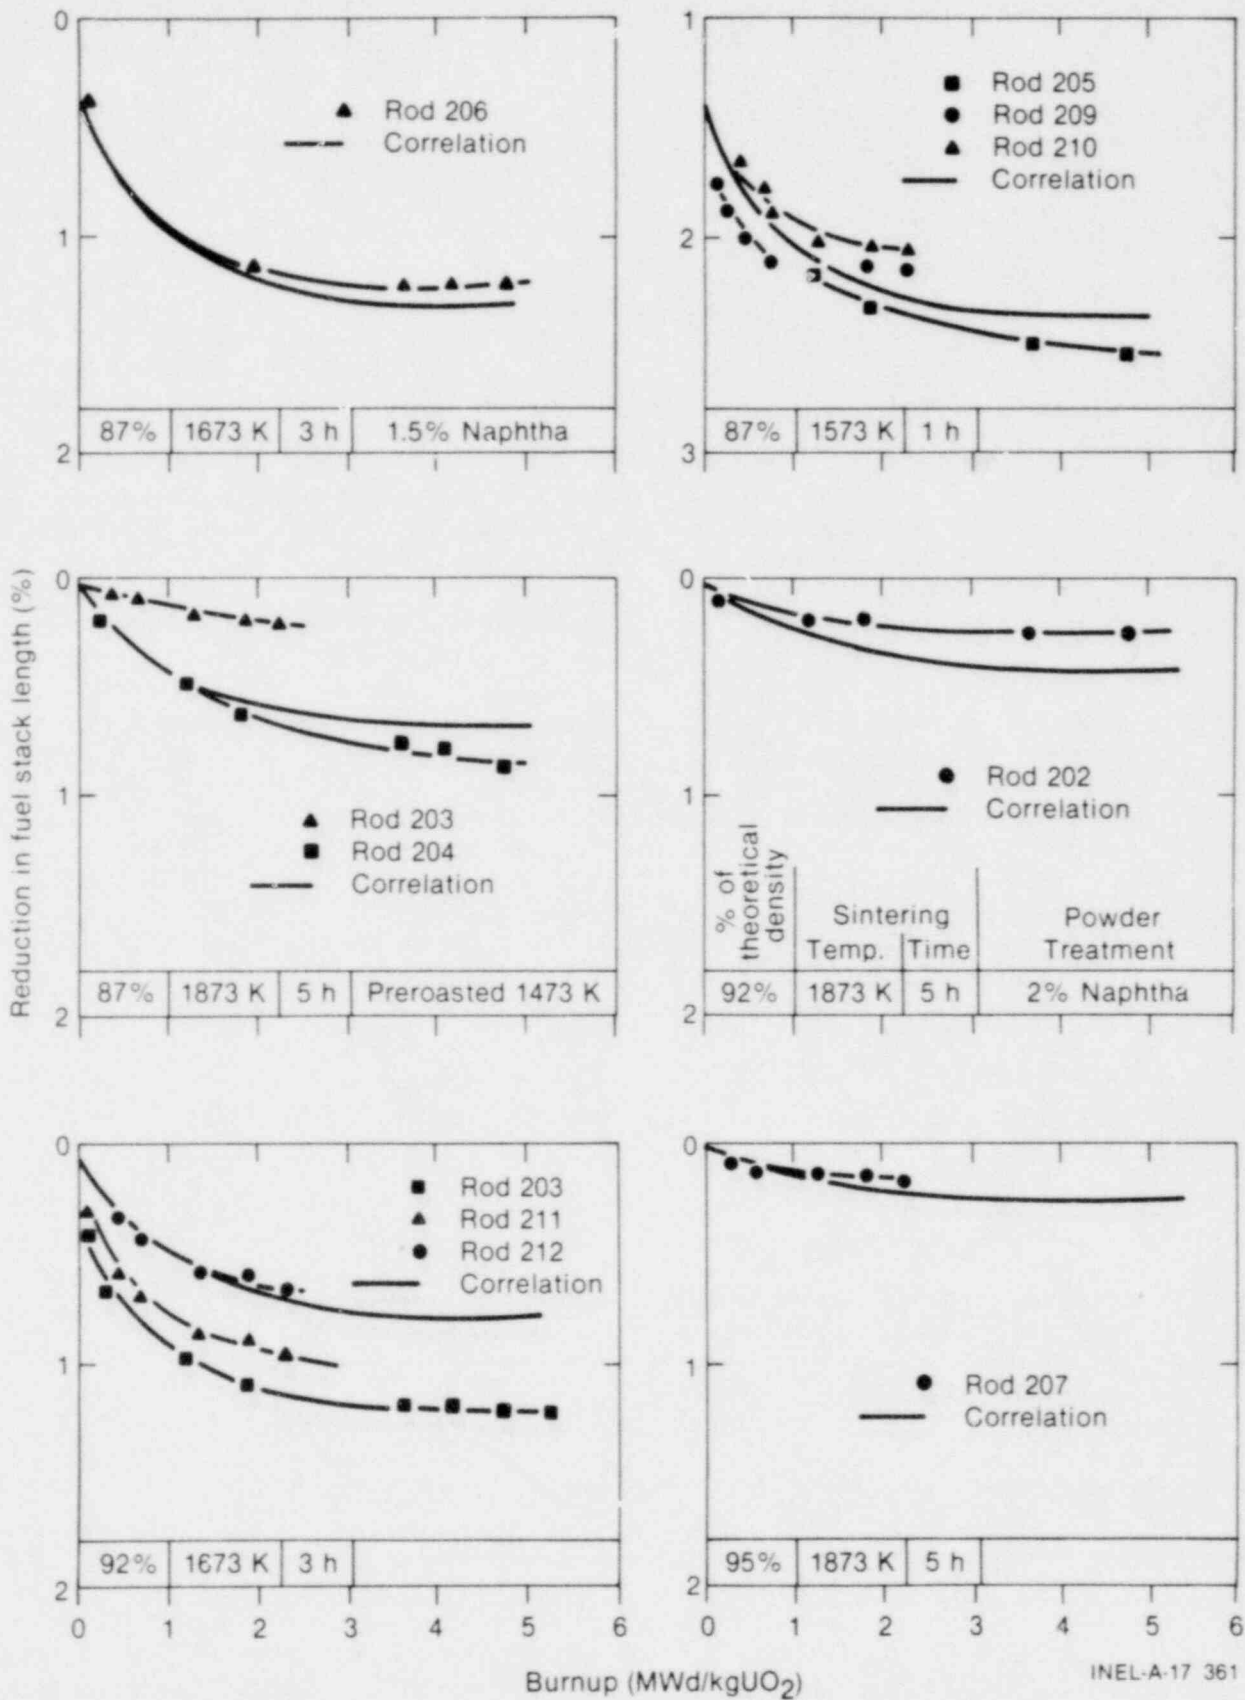 0
1
2
Rod 206
Correlation
87% 1673 K 3 h 1.5% Naphtha
1
2
3
Rod 205
Rod 209
Rod 210
Correlation
87% 1573 K 1 h
Reduction in fuel stack length (%)
0
1
2
Rod 203
Rod 204
Correlation
87% 1873 K 5 h Preroasted 1473 K
0
1
2
Rod 202
Correlation
% of
theoretical
density
Sintering
Temp. Time
Powder
Treatment
92% 1873 K 5 h 2% Naphtha
0
1
2
Rod 203
Rod 211
Rod 212
Correlation
92% 1673 K 3 h
0 1 2 3 4 5 6
0
1
2
Rod 207
Correlation
95% 1873 K 5 h
0 1 2 3 4 5 6
Burnup (MWd/kgUO2)
INEL-A-17 361